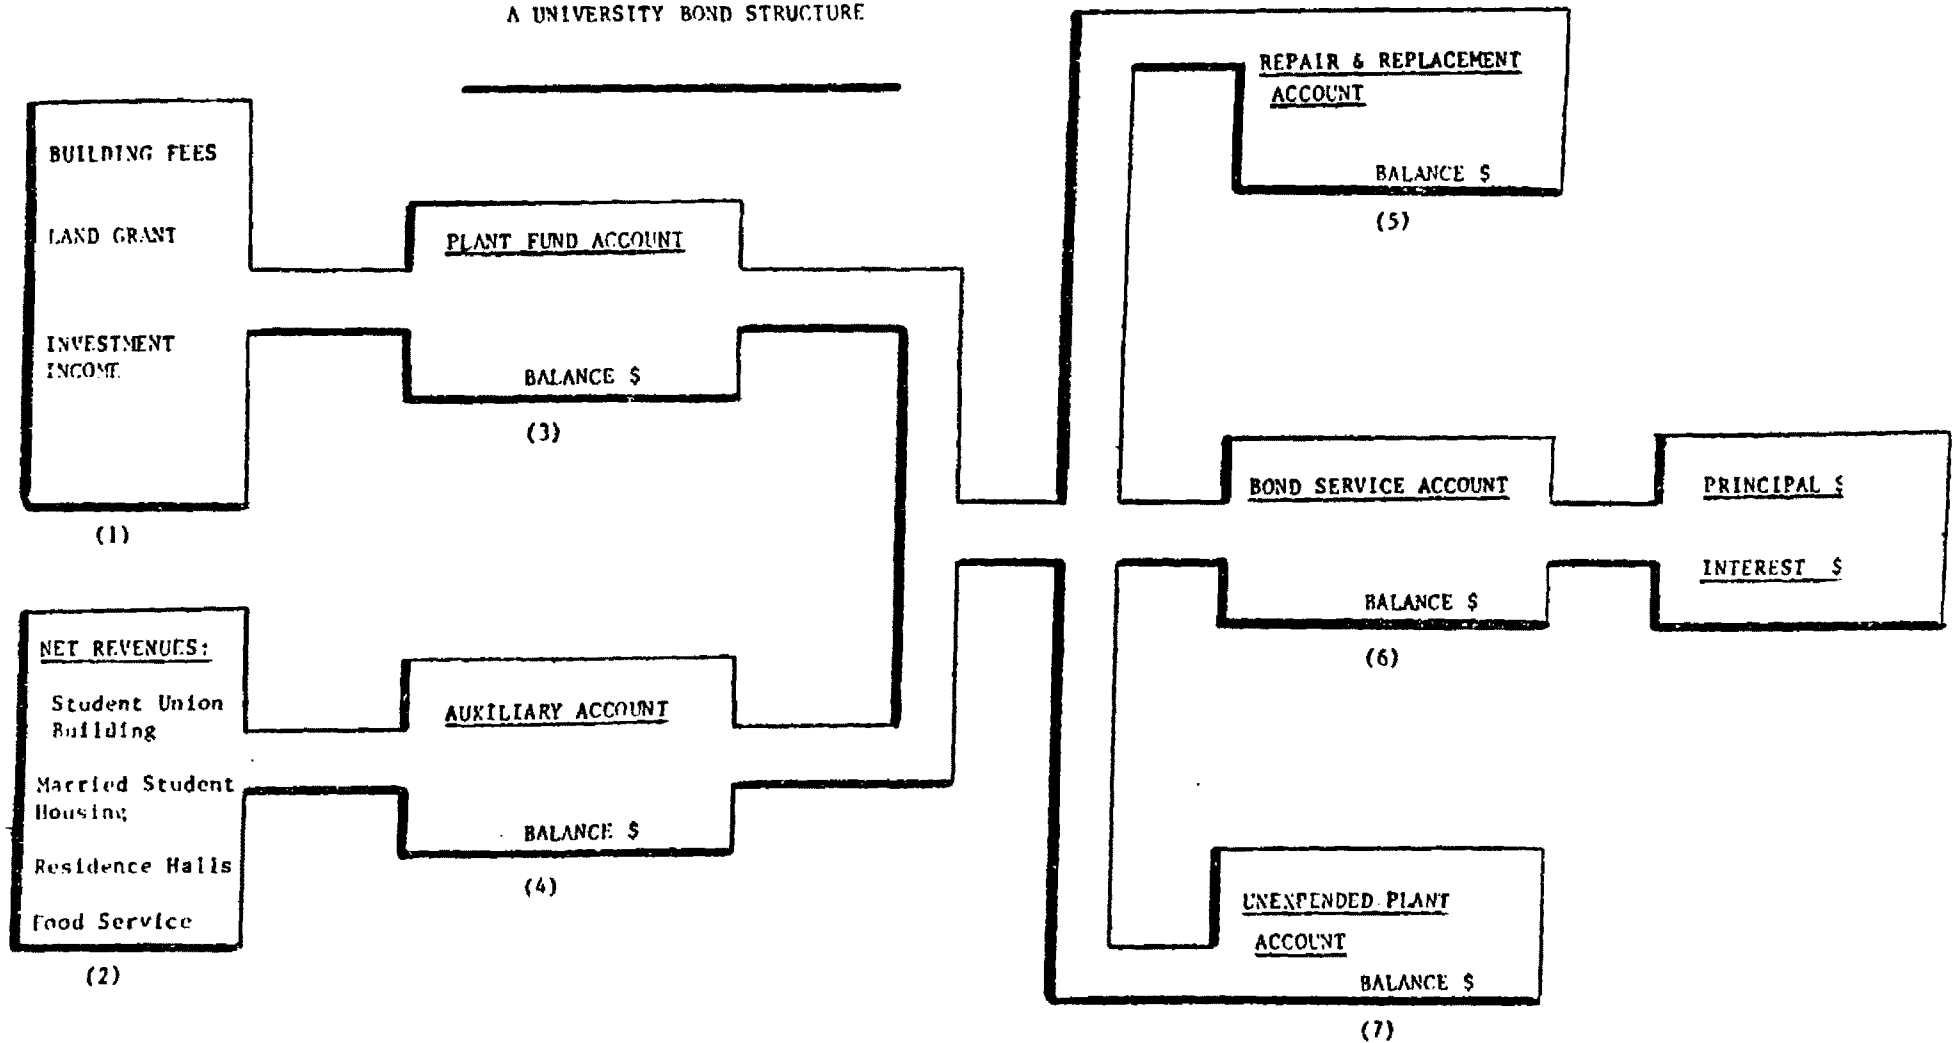 A UNIVERSITY BOND STRUCTURE
BUILDING FEES
LAND GRANT
INVESTMENT
INCOME
(1)
PLANT FUND ACCOUNT
BALANCE $
(3)
NET REVENUES:
Student Union
Building
Married Student
Housing
Residence Halls
Food Service
(2)
AUXILIARY ACCOUNT
BALANCE $
(4)
REPAIR & REPLACEMENT
ACCOUNT
BALANCE $
(5)
BOND SERVICE ACCOUNT
BALANCE $
(6)
PRINCIPAL $
INTEREST $
UNEXPENDED PLANT
ACCOUNT
BALANCE $
(7)